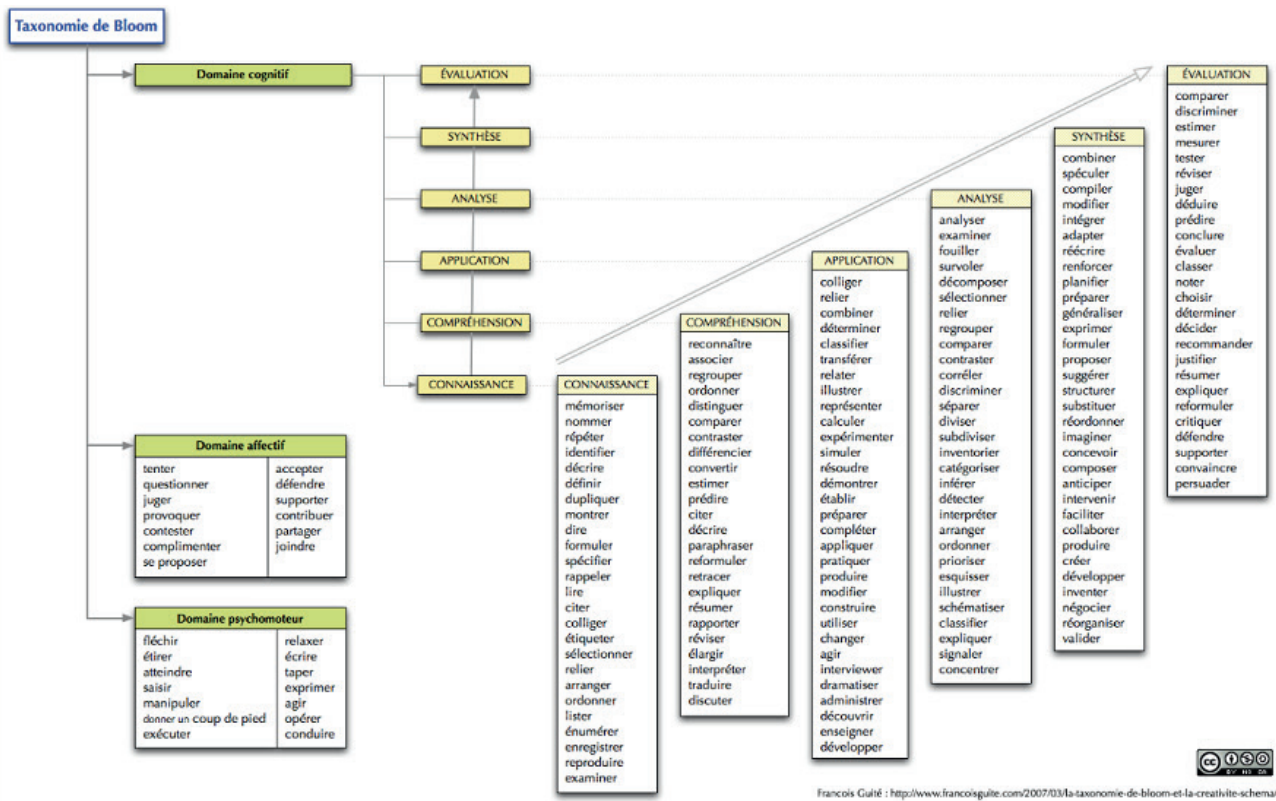 Taxonomie de Bloom
Domaine cognitif
ÉVALUATION
SYNTHÈSE
ANALYSE
APPLICATION
COMPRÉHENSION
CONNAISSANCE
CONNAISSANCE
mémoriser
nommer
répéter
identifier
décrire
définir
dupliquer
montrer
dire
formuler
spécifier
rappeler
lire
citer
colliger
étiqueter
sélectionner
relier
arranger
ordonner
lister
énumérer
enregistrer
reproduire
examiner
COMPRÉHENSION
reconnaître
associer
regrouper
ordonner
distinguer
comparer
contraster
différencier
convertir
estimer
prédire
citer
décrire
paraphraser
reformuler
retracer
expliquer
résumer
rapporter
réviser
élargir
interpréter
traduire
discuter
APPLICATION
colliger
relier
combiner
déterminer
classifier
transférer
relater
illustrer
représenter
calculer
expérimenter
simuler
résoudre
démontrer
établir
préparer
compléter
appliquer
pratiquer
produire
modifier
construire
utiliser
changer
agir
interviewer
dramatiser
administrer
découvrir
enseigner
développer
ANALYSE
analyser
examiner
fouiller
survoler
décomposer
sélectionner
relier
regrouper
comparer
contraster
corréler
discriminer
séparer
diviser
subdiviser
inventorier
catégoriser
inférer
détecter
interpréter
arranger
ordonner
prioriser
esquisser
illustrer
schématiser
classifier
expliquer
signaler
concentrer
SYNTHÈSE
combiner
spéculer
compiler
modifier
intégrer
adapter
réécrire
renforcer
planifier
préparer
généraliser
exprimer
formuler
proposer
suggérer
structurer
substituer
réordonner
imaginer
concevoir
composer
anticiper
intervenir
faciliter
collaborer
produire
créer
développer
inventer
négocier
réorganiser
valider
ÉVALUATION
comparer
discriminer
estimer
mesurer
tester
réviser
juger
déduire
prédire
conclure
évaluer
classer
noter
choisir
déterminer
décider
recommander
justifier
résumer
expliquer
reformuler
critiquer
défendre
supporter
convaincre
persuader
Domaine affectif
tenter
questionner
juger
provoquer
contester
complimenter
se proposer
accepter
défendre
supporter
contribuer
partager
joindre
Domaine psychomoteur
fléchir
étirer
atteindre
saisir
manipuler
donner un coup de pied
exécuter
relaxer
écrire
taper
exprimer
agir
opérer
conduire
cc
BY NC SA
Francois Guité : http://www.francoisguite.com/2007/03/la-taxonomie-de-bloom-et-la-creativite-schema/